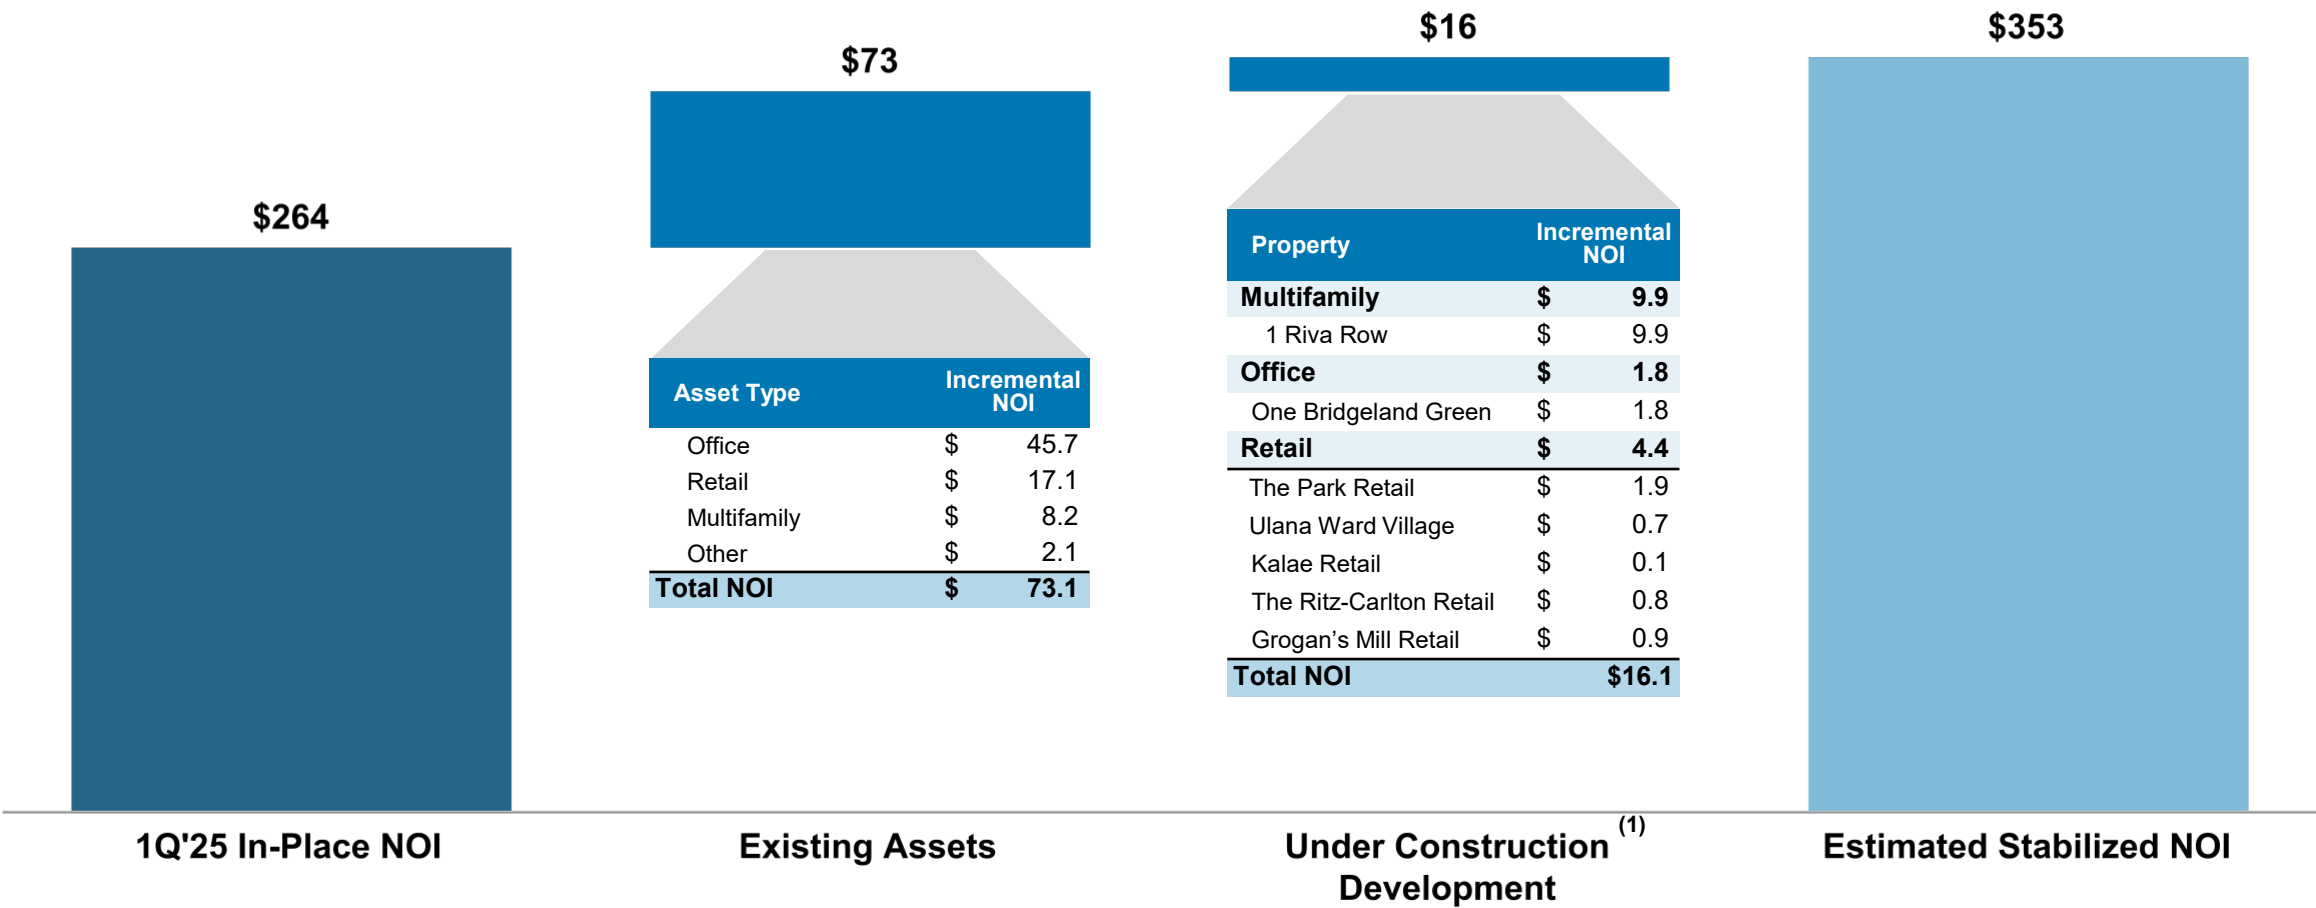 $264
1Q'25 In-Place NOI
$73
Asset Type Incremental NOI
Office $ 45.7
Retail $ 17.1
Multifamily $ 8.2
Other $ 2.1
Total NOI $ 73.1
Existing Assets
$16
Property Incremental NOI
Multifamily $ 9.9
1 Riva Row $ 9.9
Office $ 1.8
One Bridgeland Green $ 1.8
Retail $ 4.4
The Park Retail $ 1.9
Ulana Ward Village $ 0.7
Kalae Retail $ 0.1
The Ritz-Carlton Retail $ 0.8
Grogan’s Mill Retail $ 0.9
Total NOI $16.1
Under Construction (1)
Development
$353
Estimated Stabilized NOI